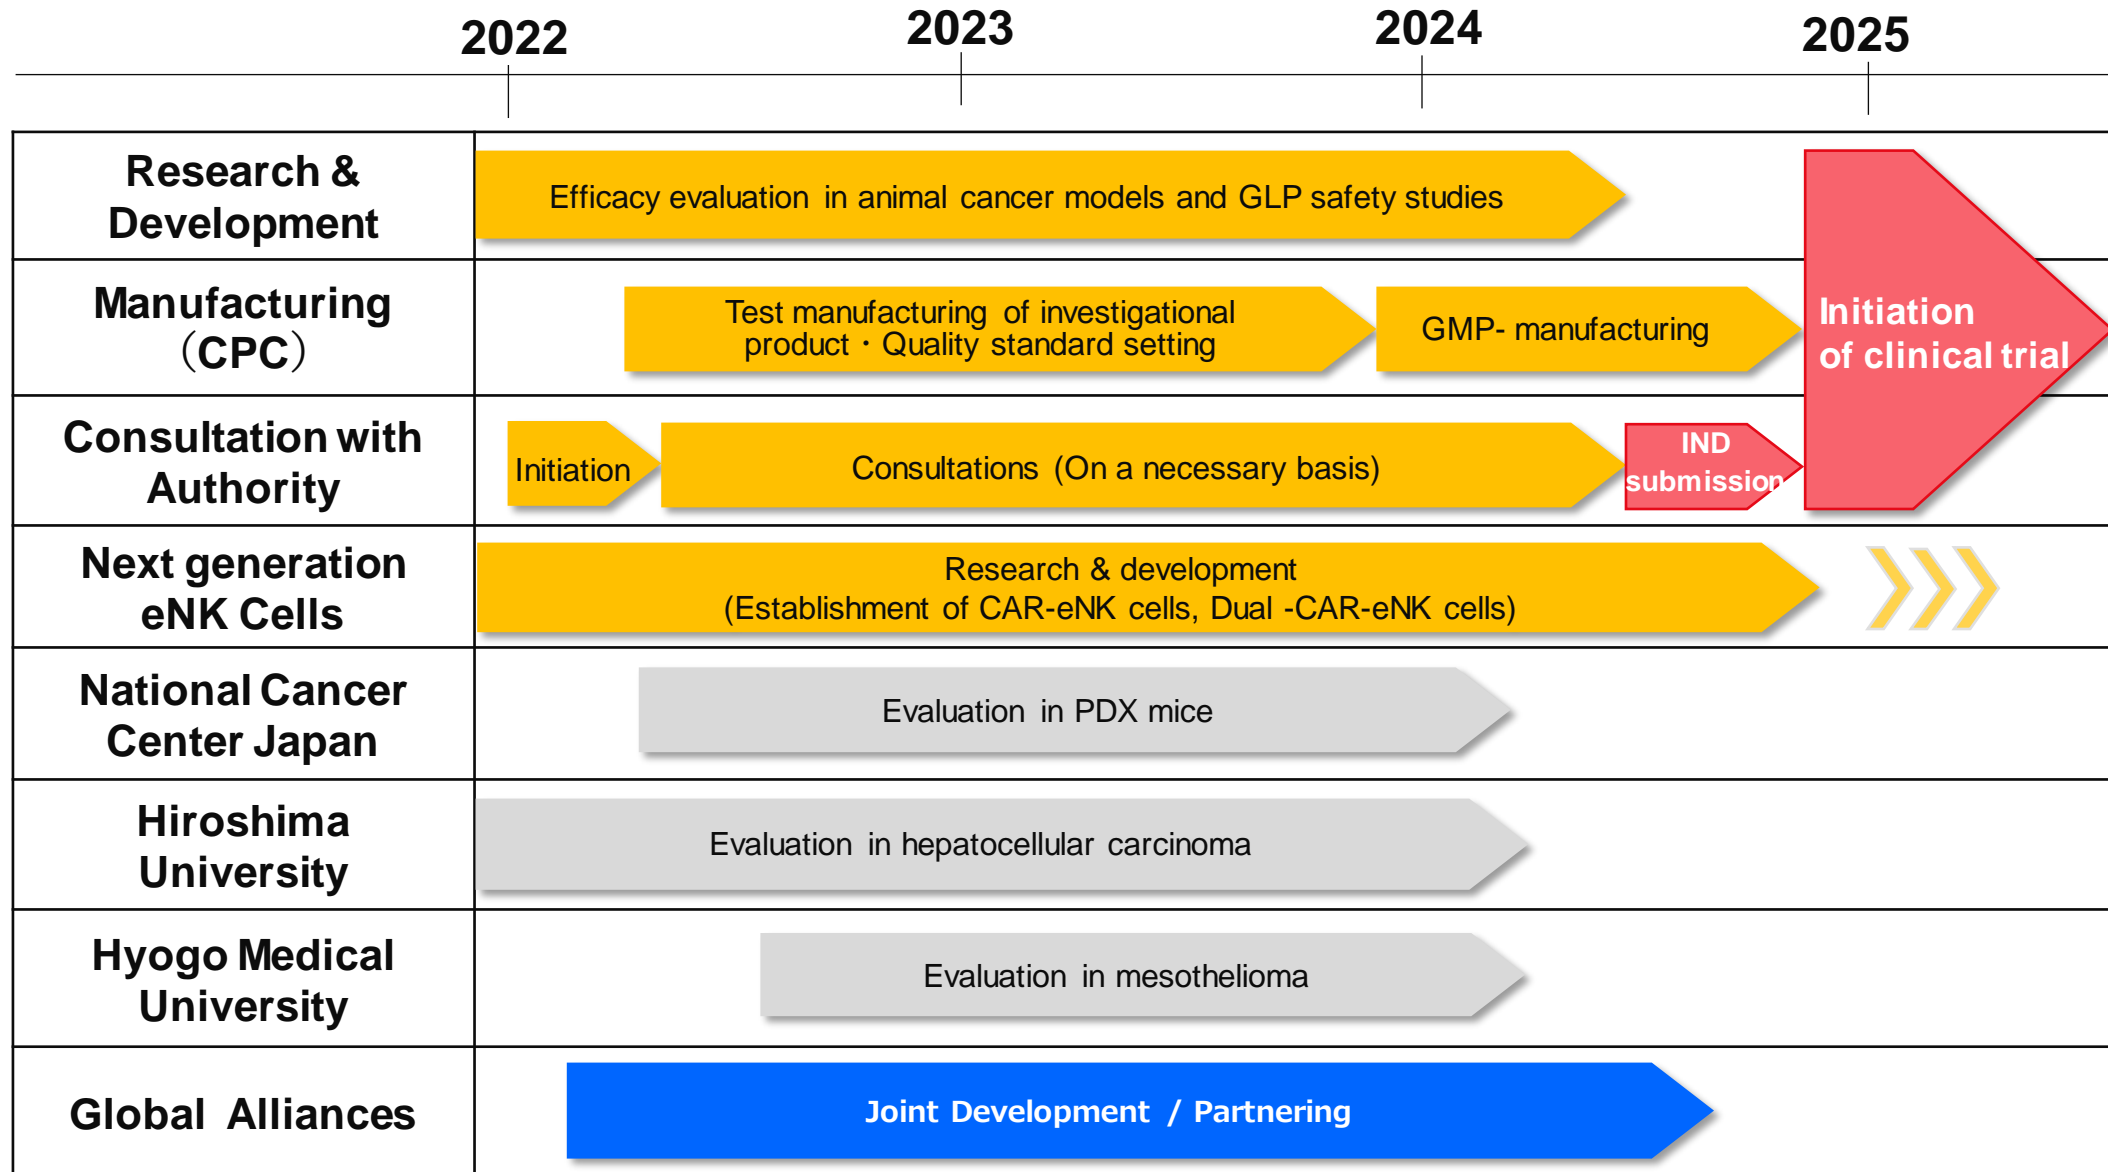 2022
2023
2024
2025
Research &
Development
Efficacy evaluation in animal cancer models and GLP safety studies
Manufacturing
（CPC）
Test manufacturing of investigational
product・Quality standard setting
GMP- manufacturing
Initiation
of clinical trial
Consultation with
Authority
Initiation
Consultations (On a necessary basis)
IND
submission
Next generation
eNK Cells
Research & development
(Establishment of CAR-eNK cells, Dual -CAR-eNK cells)
National Cancer
Center Japan
Evaluation in PDX mice
Hiroshima
University
Evaluation in hepatocellular carcinoma
Hyogo Medical
University
Evaluation in mesothelioma
Global Alliances
Joint Development / Partnering